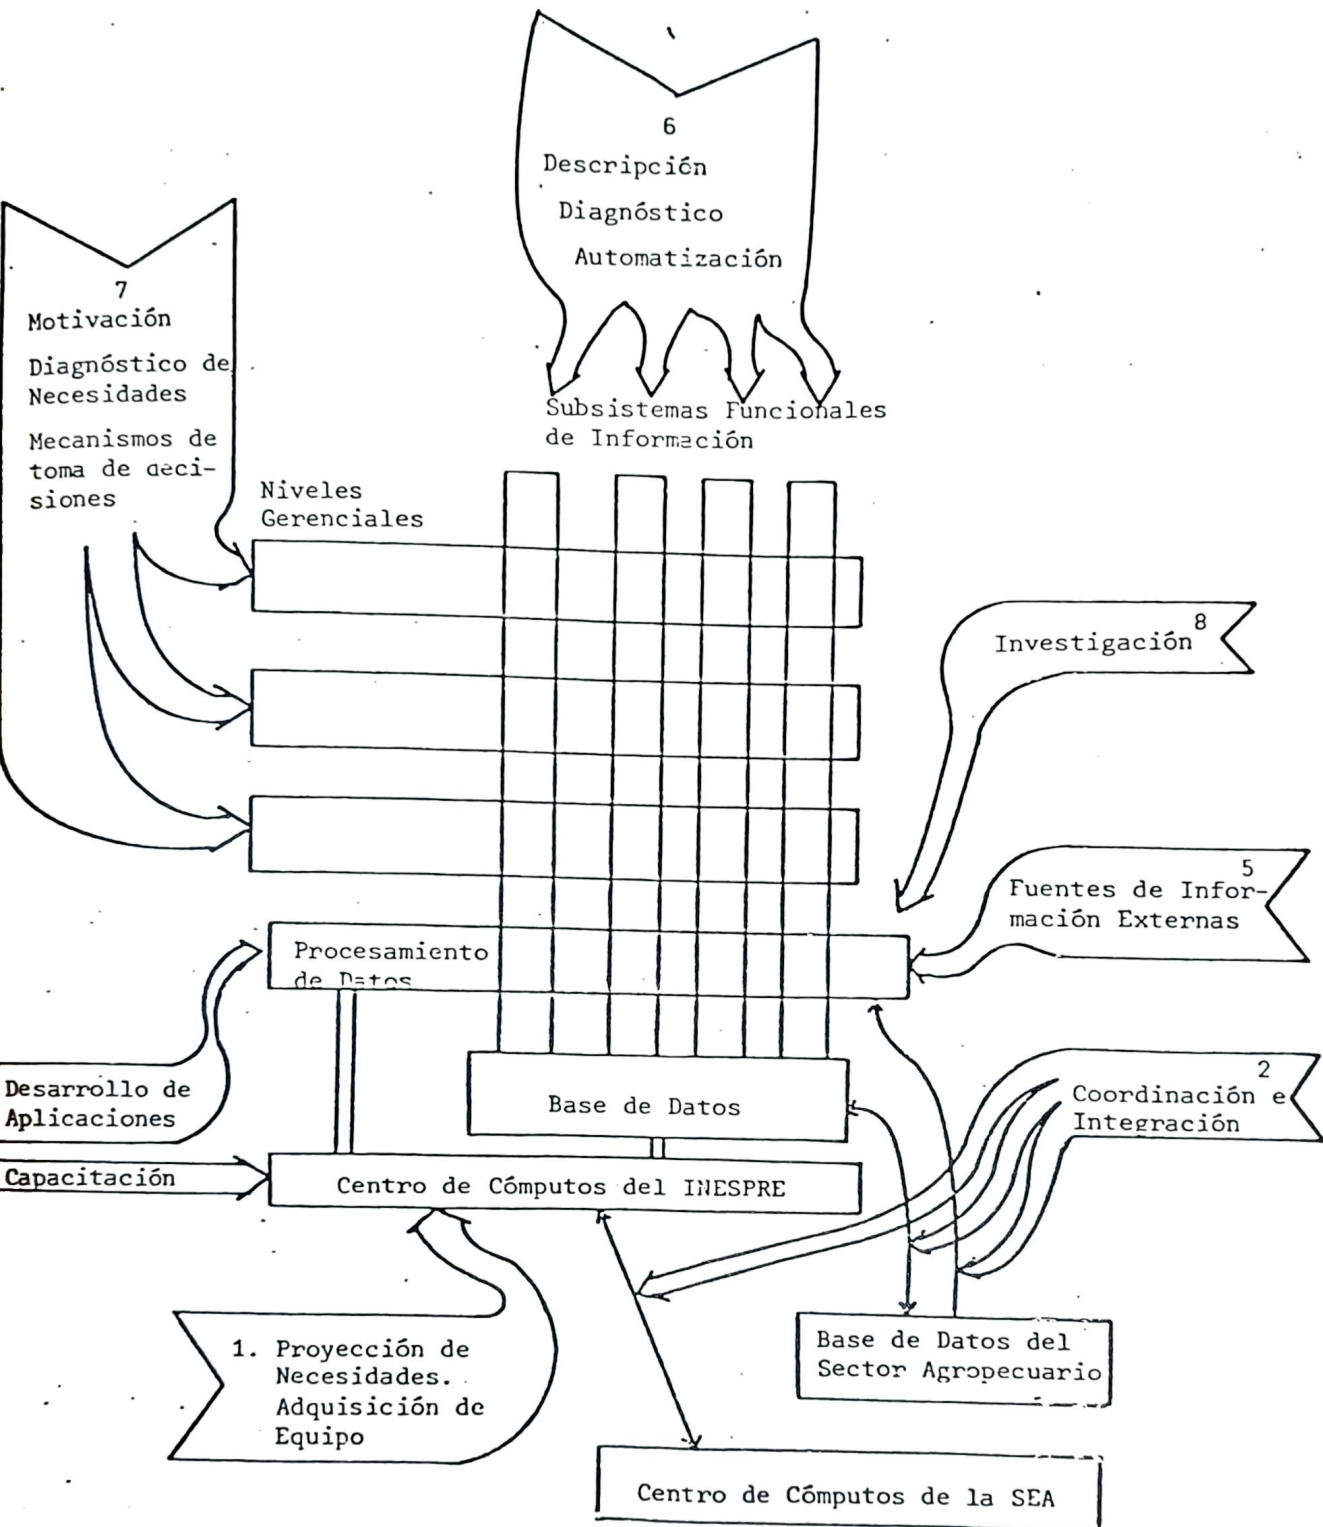 6
Descripción
Diagnóstico
Automatización
7
Motivación
Diagnóstico de
Necesidades
Mecanismos de
toma de deci-
siones
Subsistemas Funcionales
de Información
Niveles
Gerenciales
8
Investigación
5
Fuentes de Infor-
mación Externas
Procesamiento
de Datos
Desarrollo de
Aplicaciones
Capacitación
Base de Datos
2
Coordinación e
Integración
Centro de Cómputos del INESPRE
1. Proyección de
Necesidades.
Adquisición de
Equipo
Base de Datos del
Sector Agropecuario
Centro de Cómputos de la SEA